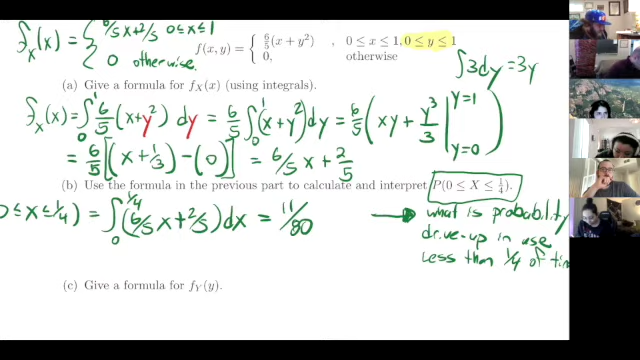 f_X(x) = { 6/5x+2/5 0≤x≤1
0 otherwise.
f(x, y) = { 6/5(x + y²) , 0 ≤ x ≤ 1, 0 ≤ y ≤ 1
0, otherwise
∫3dy=3y
(a) Give a formula for f_X(x) (using integrals).
f_X(x) = ∫₀¹ 6/5 (x+y²) dy = 6/5 ∫₀¹ (x+y²)dy = 6/5 ( xy + y³/3 | y=1 y=0 )
= 6/5 [(x + 1/3) − (0)] = 6/5 x + 2/5
(b) Use the formula in the previous part to calculate and interpret P(0 ≤ X ≤ 1/4).
0 ≤ x ≤ 1/4) = ∫₀^1/4 (6/5 x + 2/5) dx = 11/80
→ what is probability
drive-up in use
less than 1/4 of tim
(c) Give a formula for f_Y(y).